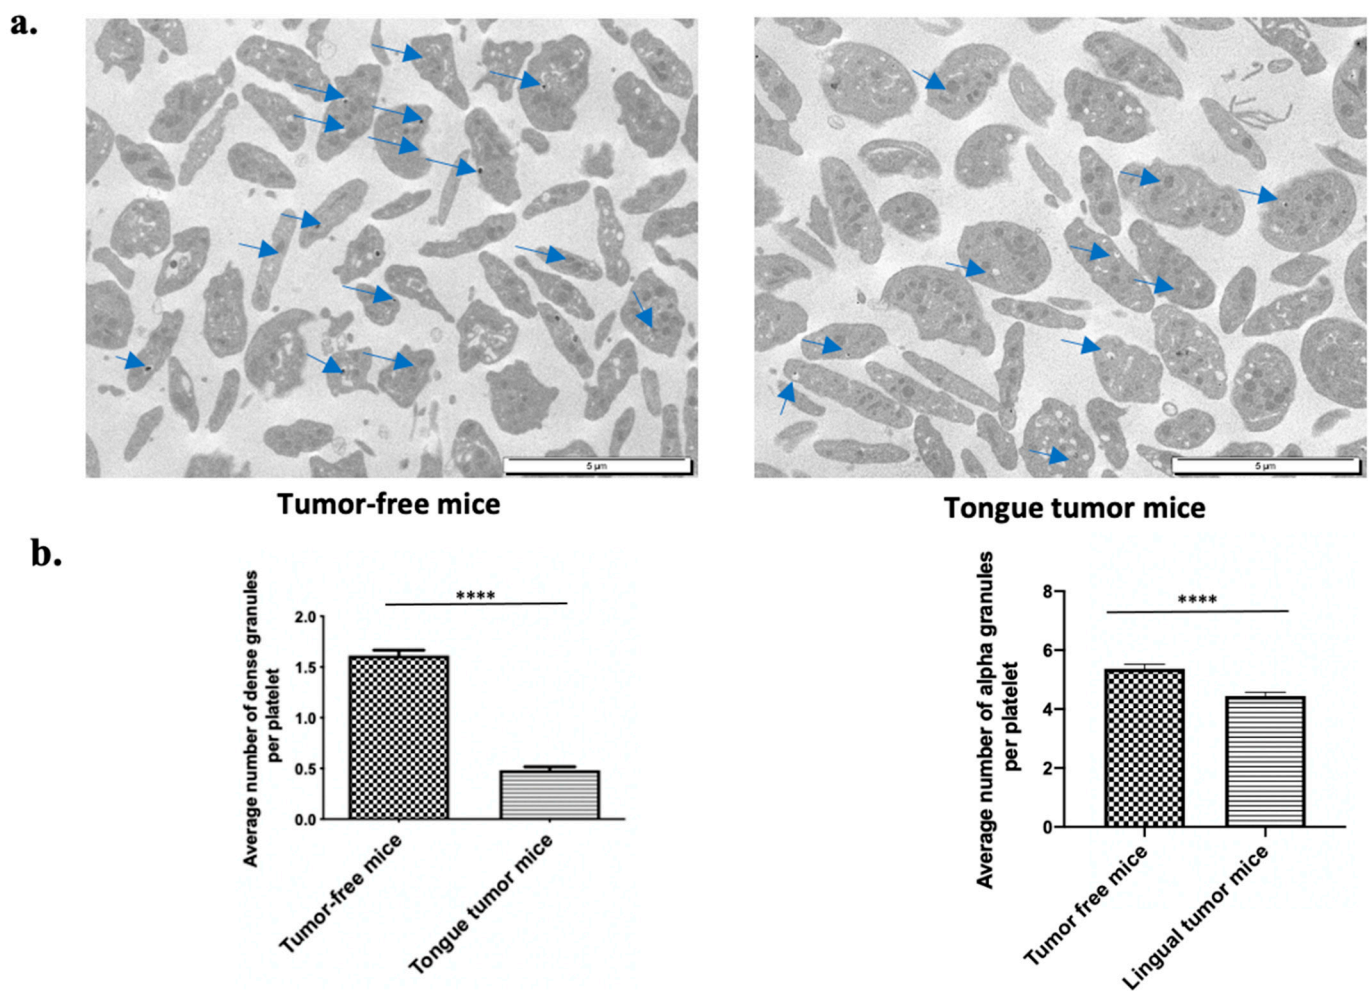 a.
5 µm
5 µm
Tumor-free mice
Tongue tumor mice
b.
Average number of dense granules
per platelet
2.0
1.5
1.0
0.5
0.0
****
Tumor-free mice
Tongue tumor mice
Average number of alpha granules
per platelet
8
6
4
2
0
****
Tumor free mice
Lingual tumor mice